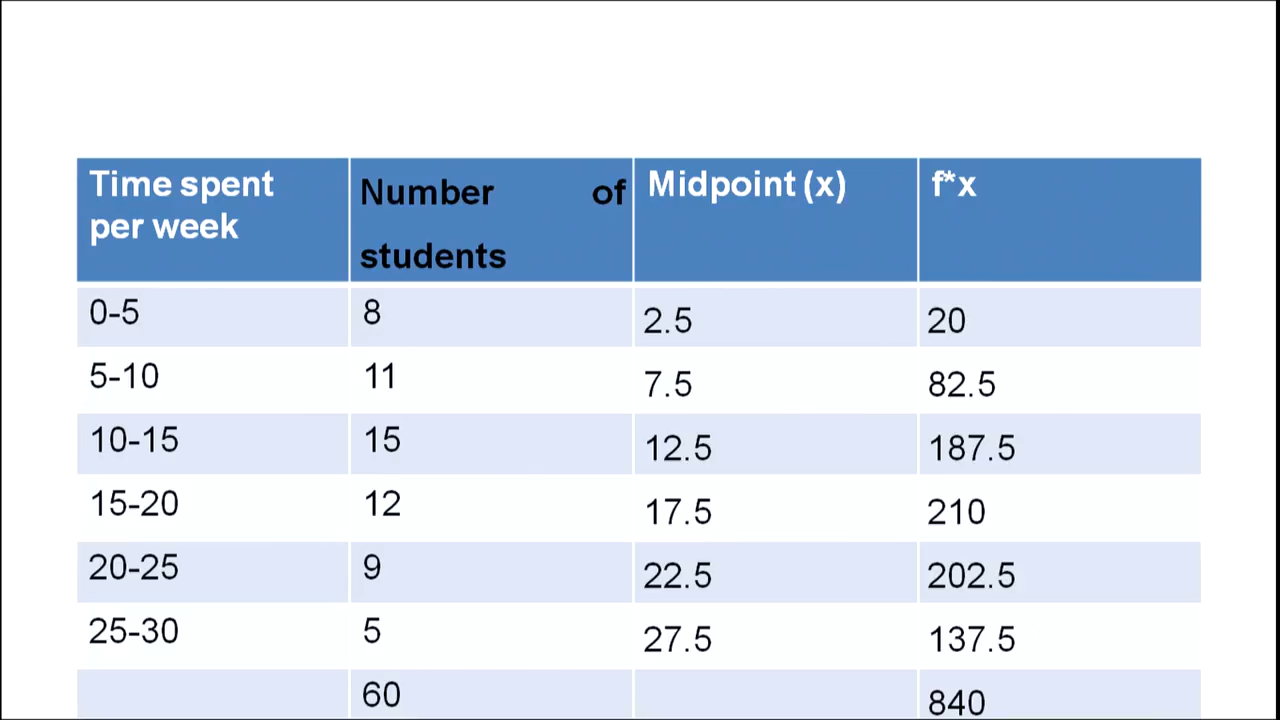 Time spent per week
Number of students
Midpoint (x)
f*x
0-5 8 2.5 20
5-10 11 7.5 82.5
10-15 15 12.5 187.5
15-20 12 17.5 210
20-25 9 22.5 202.5
25-30 5 27.5 137.5
60 840